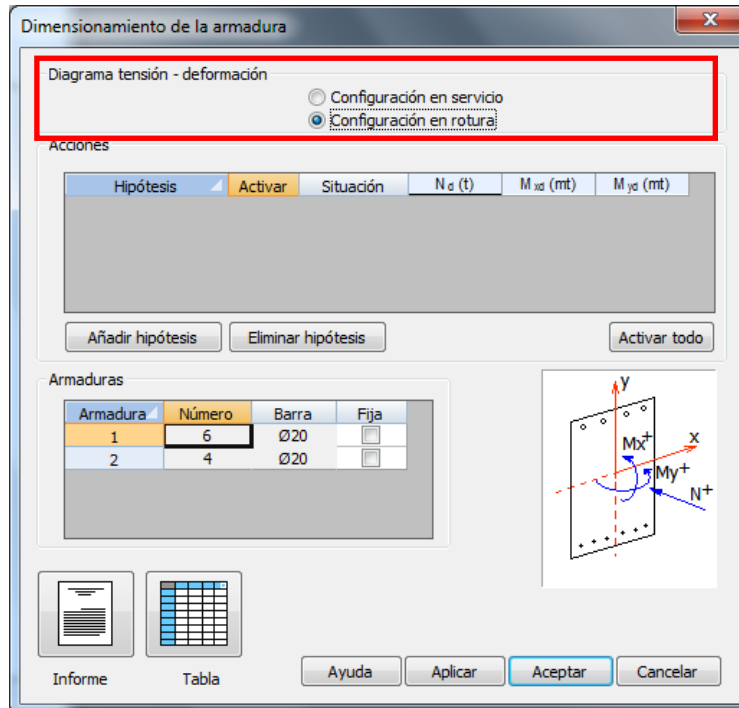 Dimensionamiento de la armadura
Diagrama tensión - deformación
Configuración en servicio
Configuración en rotura
Acciones
Hipótesis Activar Situación N d (t) M xd (mt) M yd (mt)
Añadir hipótesis Eliminar hipótesis Activar todo
Armaduras
Armadura Número Barra Fija
1 6 Ø20
2 4 Ø20
y
x
Mx+
My+
N+
Informe Tabla Ayuda Aplicar Aceptar Cancelar